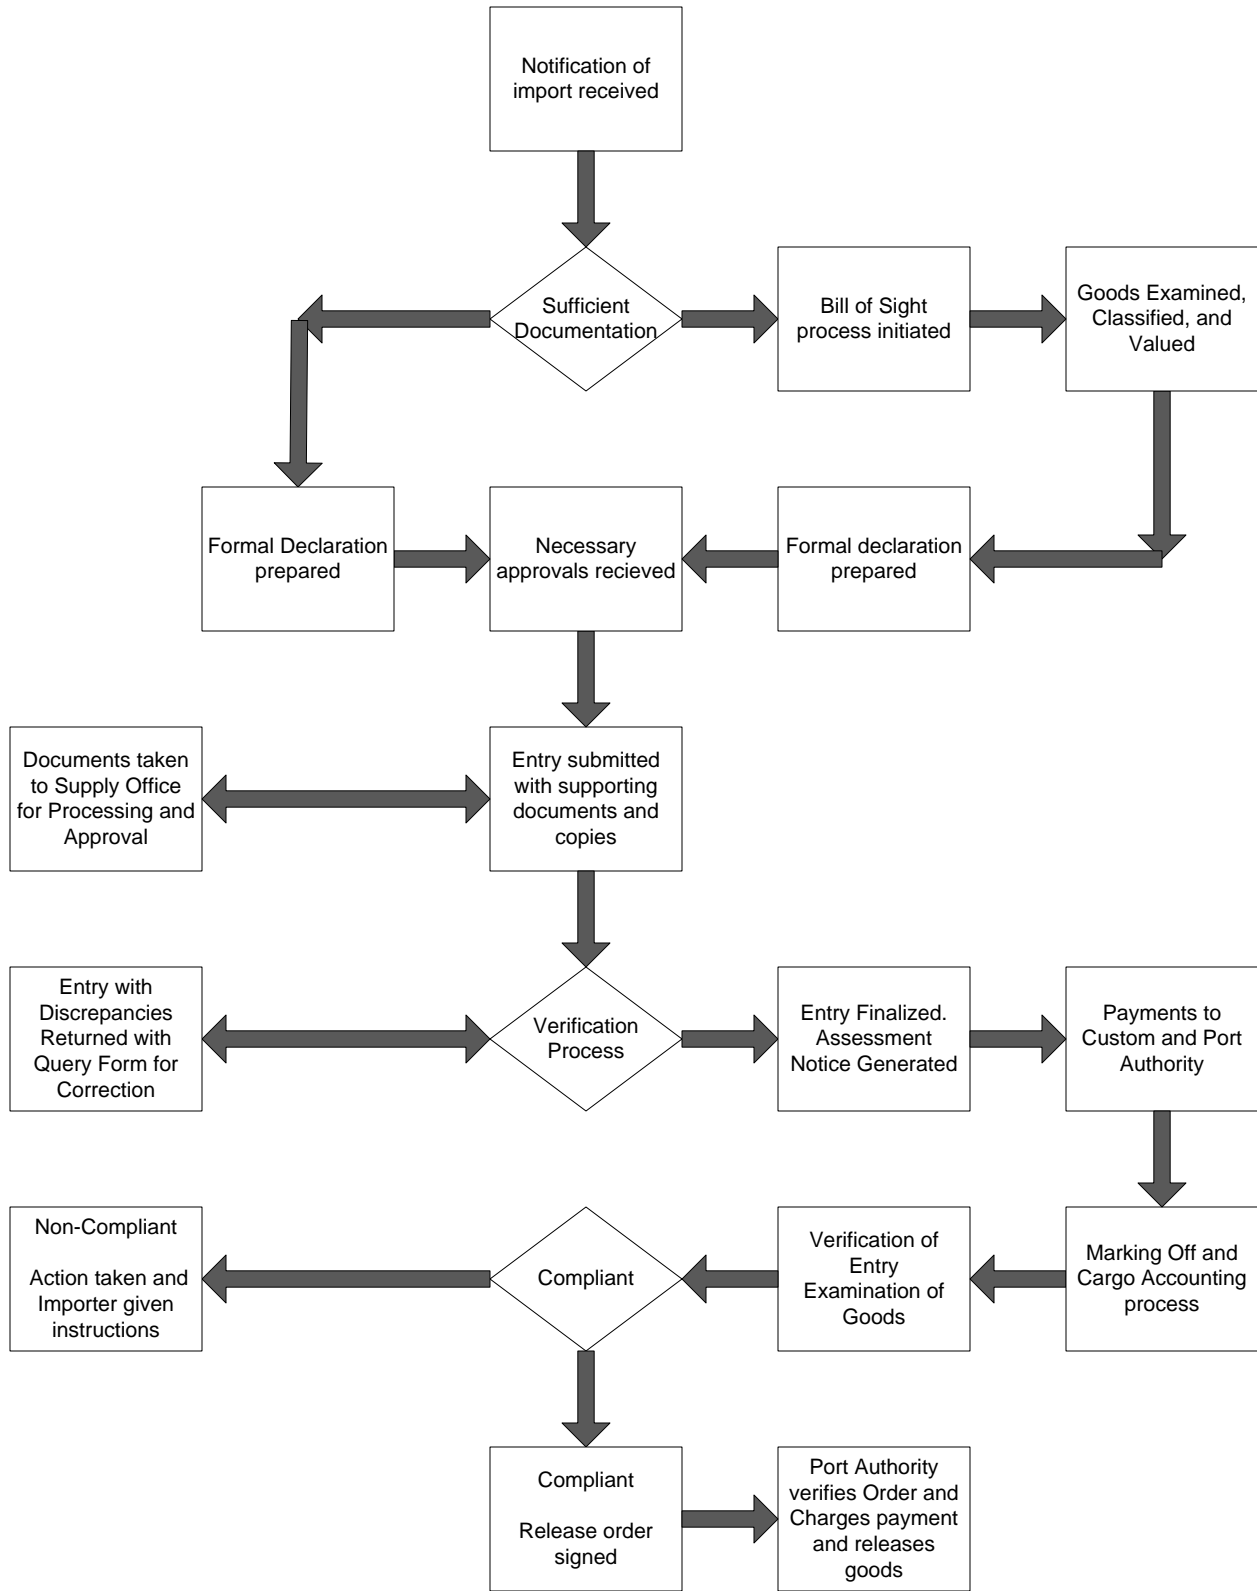 Notification of
import received
Sufficient
Documentation
Bill of Sight
process initiated
Goods Examined,
Classified, and
Valued
Formal Declaration
prepared
Necessary
approvals recieved
Formal declaration
prepared
Documents taken
to Supply Office
for Processing and
Approval
Entry submitted
with supporting
documents and
copies
Entry with
Discrepancies
Returned with
Query Form for
Correction
Verification
Process
Entry Finalized.
Assessment
Notice Generated
Payments to
Custom and Port
Authority
Non-Compliant
Action taken and
Importer given
instructions
Compliant
Verification of
Entry
Examination of
Goods
Marking Off and
Cargo Accounting
process
Compliant
Release order
signed
Port Authority
verifies Order and
Charges payment
and releases
goods